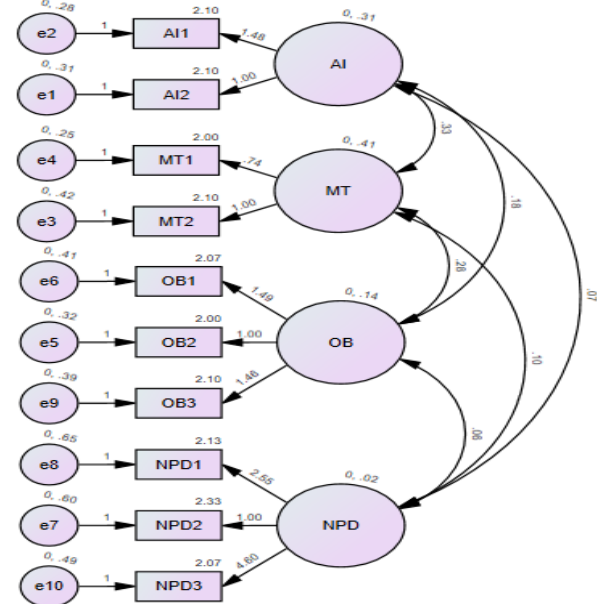 0, .28
e2
1
2.10
AI1
1.48
0, .31
AI
0, .31
e1
1
2.10
AI2
1.00
0, .25
e4
1
2.00
MT1
.74
0, .41
MT
0, .42
e3
1
2.10
MT2
1.00
0, .41
e6
1
2.07
OB1
1.49
0, .14
OB
0, .32
e5
1
2.00
OB2
1.00
0, .39
e9
1
2.10
OB3
1.46
0, .65
e8
1
2.13
NPD1
2.55
0, .02
NPD
0, .60
e7
1
2.33
NPD2
1.00
0, .49
e10
1
2.07
NPD3
4.60
.33
.18
.07
.28
.10
.06